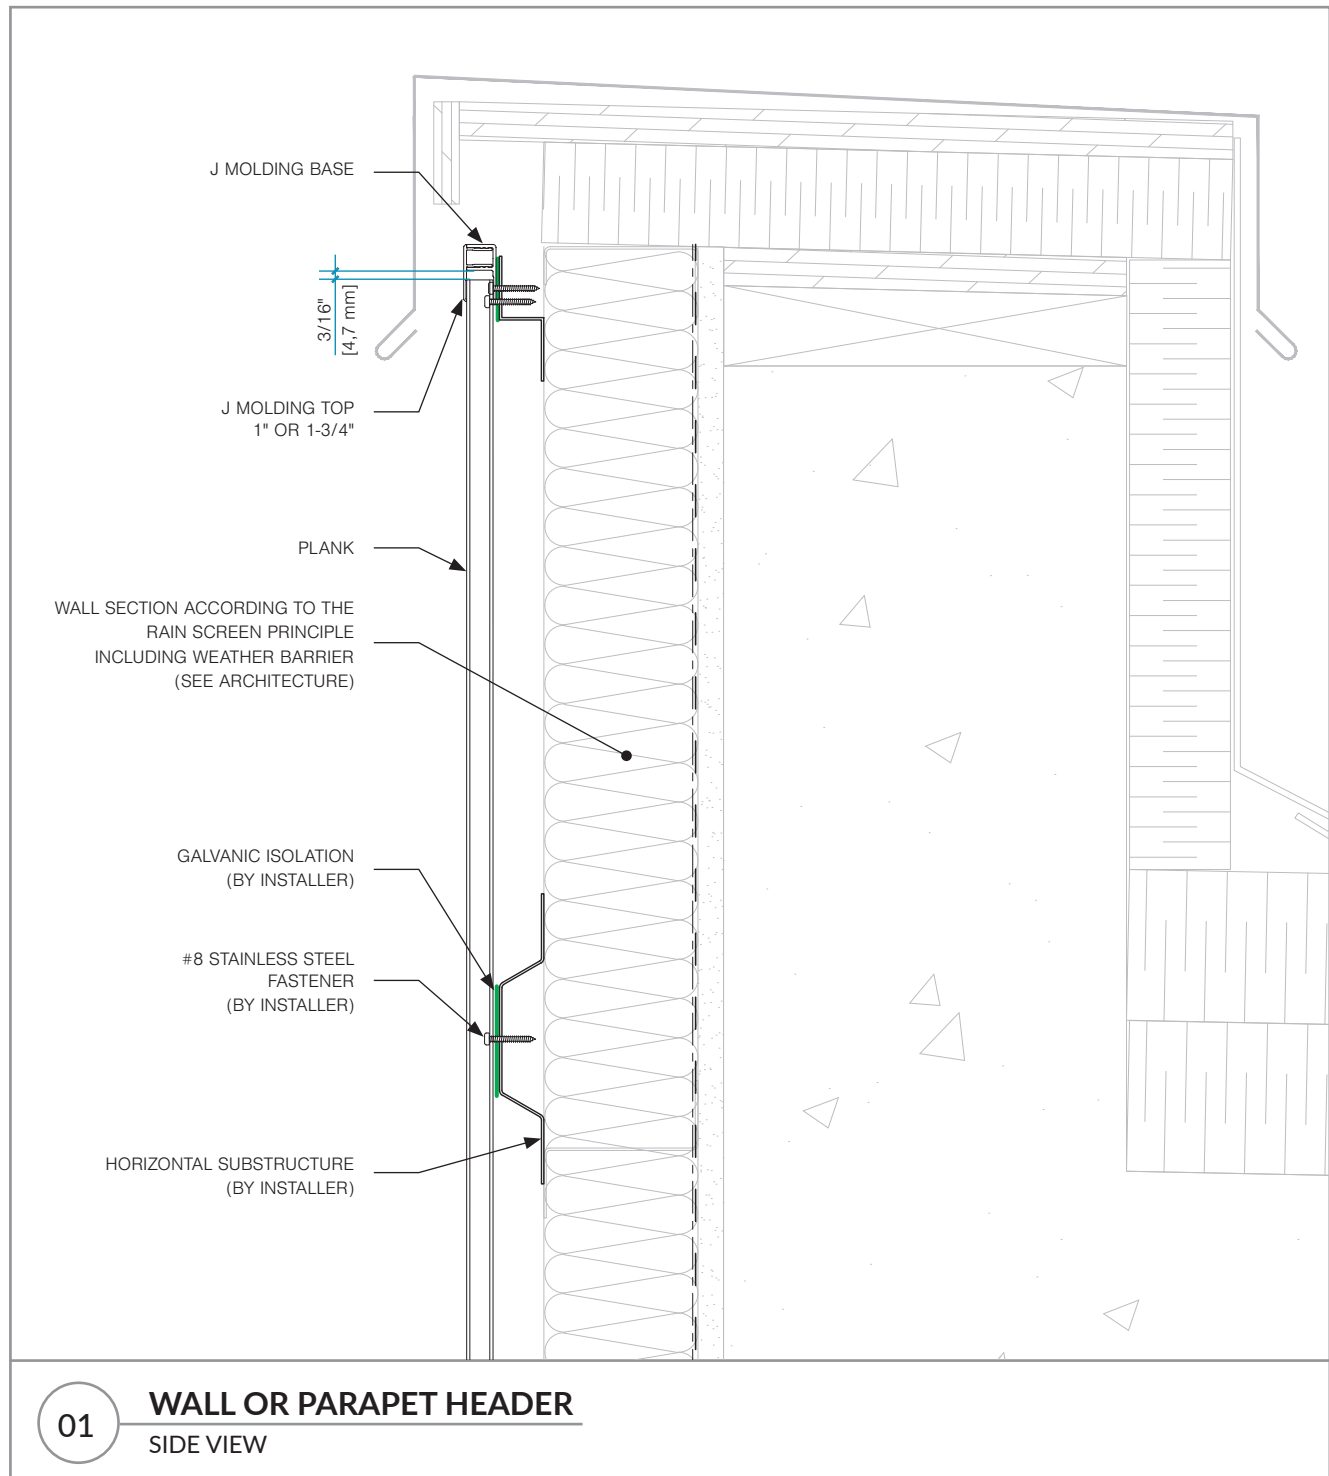 J MOLDING BASE
3/16"
[4,7 mm]
J MOLDING TOP
1" OR 1-3/4"
PLANK
WALL SECTION ACCORDING TO THE
RAIN SCREEN PRINCIPLE
INCLUDING WEATHER BARRIER
(SEE ARCHITECTURE)
GALVANIC ISOLATION
(BY INSTALLER)
#8 STAINLESS STEEL
FASTENER
(BY INSTALLER)
HORIZONTAL SUBSTRUCTURE
(BY INSTALLER)
01
WALL OR PARAPET HEADER
SIDE VIEW